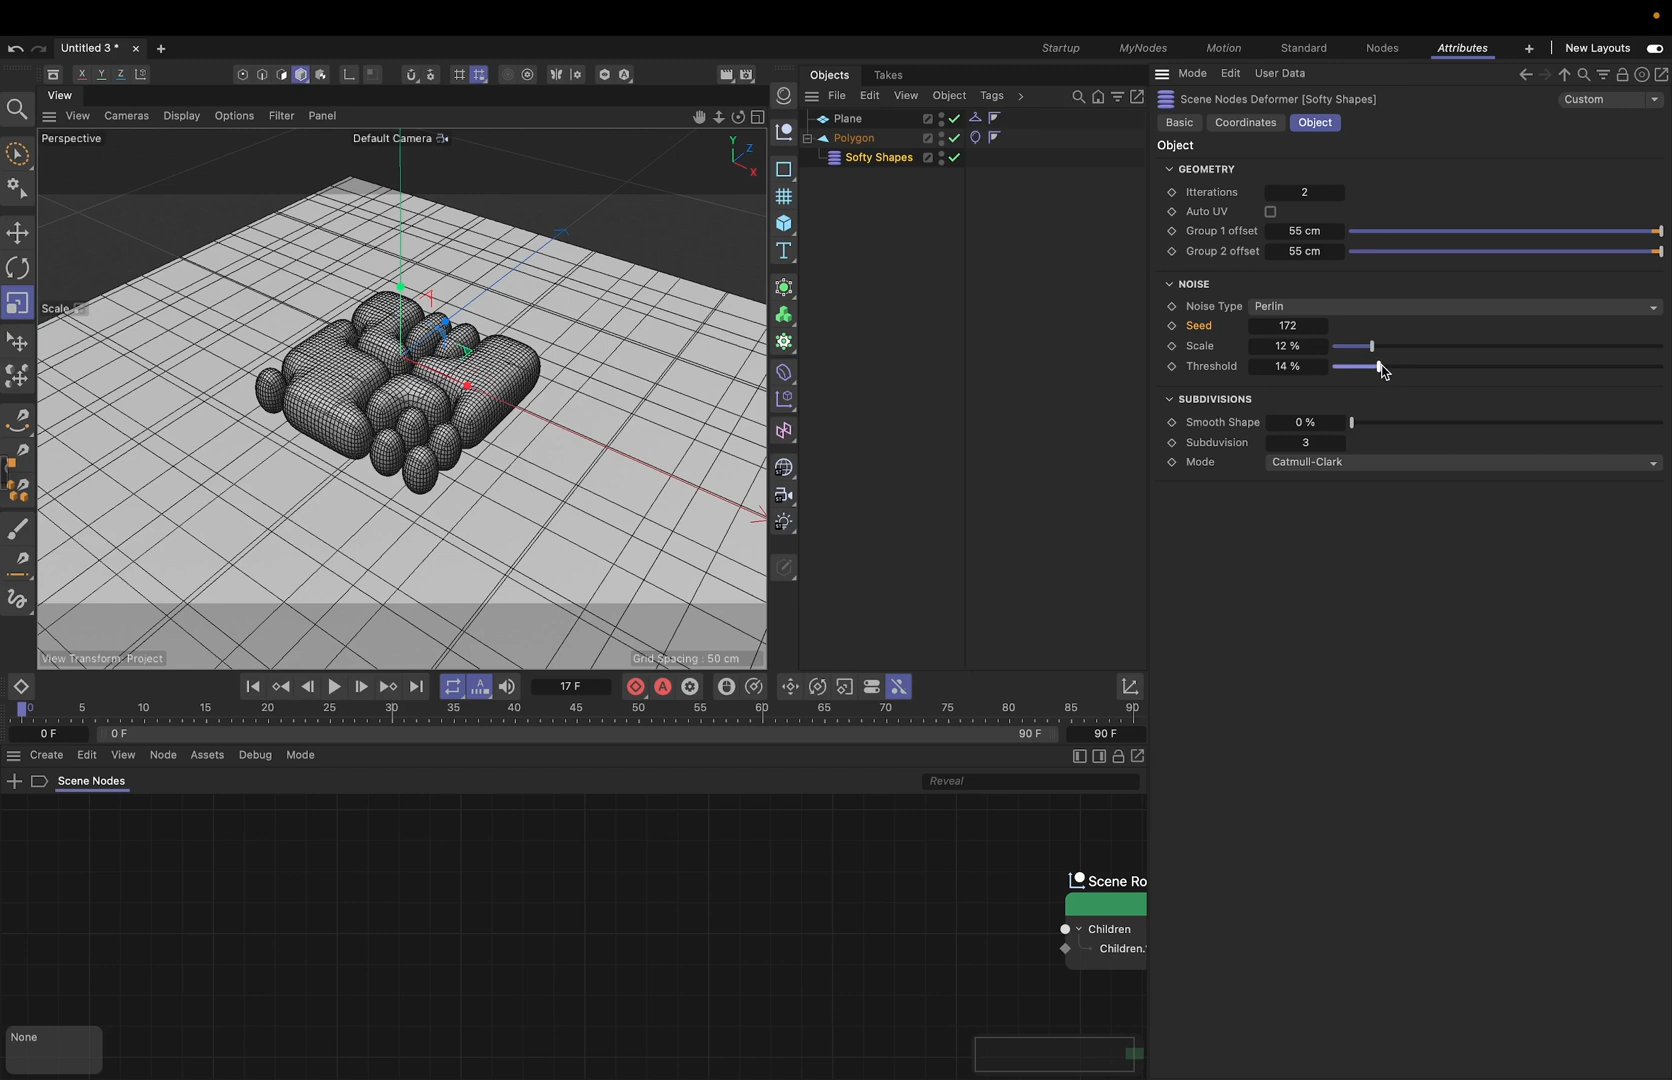 Untitled 3 *
Startup
MyNodes
Motion
Standard
Nodes
Attributes
New Layouts
X Y Z
View
View Cameras Display Options Filter Panel
Perspective
Default Camera
Y
Z
X
Scale
View Transform: Project
Grid Spacing : 50 cm
Objects Takes
File Edit View Object Tags
Plane
Polygon
Softy Shapes
Mode Edit User Data
Scene Nodes Deformer [Softy Shapes]
Custom
Basic Coordinates Object
Object
GEOMETRY
Itterations 2
Auto UV
Group 1 offset 55 cm
Group 2 offset 55 cm
NOISE
Noise Type Perlin
Seed 172
Scale 12 %
Threshold 14 %
SUBDIVISIONS
Smooth Shape 0 %
Subduvision 3
Mode Catmull-Clark
17 F
0 5 10 15 20 25 30 35 40 45 50 55 60 65 70 75 80 85 90
0 F 0 F 90 F 90 F
Create Edit View Node Assets Debug Mode
Scene Nodes
Reveal
Scene Ro
Children
Children.
None